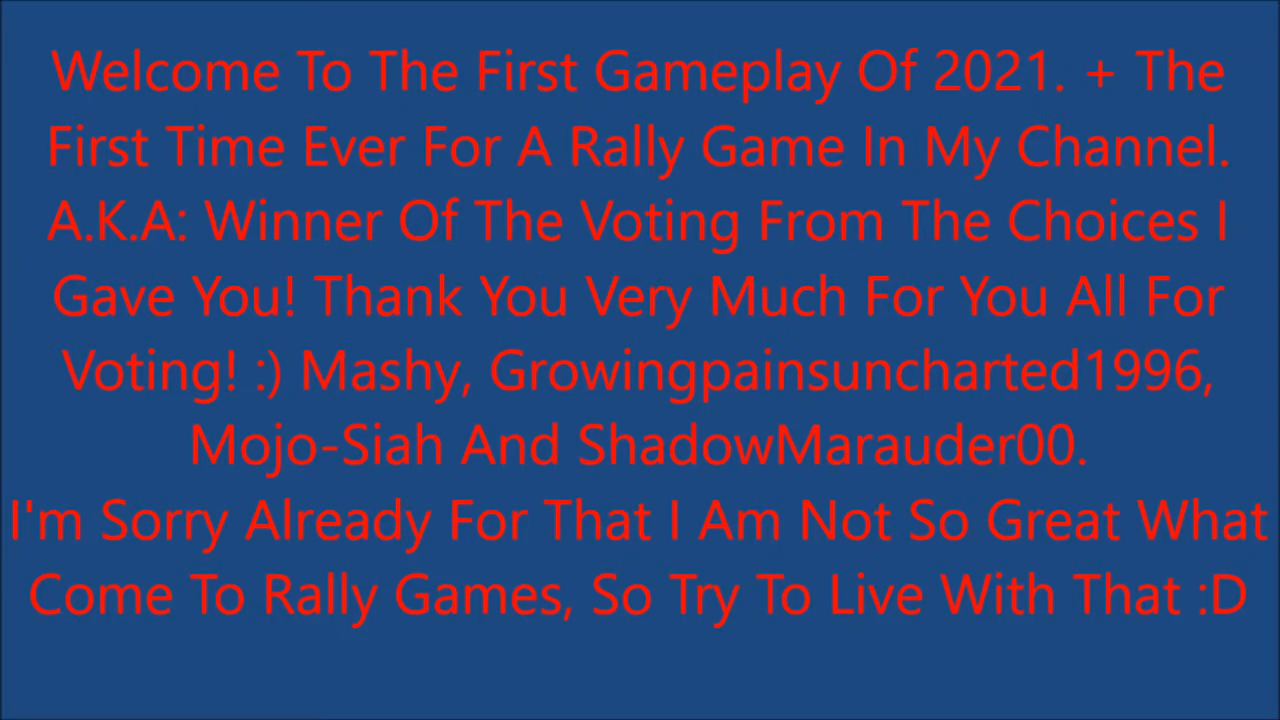 Welcome To The First Gameplay Of 2021. + The
First Time Ever For A Rally Game In My Channel.
A.K.A: Winner Of The Voting From The Choices I
Gave You! Thank You Very Much For You All For
Voting! :) Mashy, Growingpainsuncharted1996,
Mojo-Siah And ShadowMarauder00.
I'm Sorry Already For That I Am Not So Great What
Come To Rally Games, So Try To Live With That :D